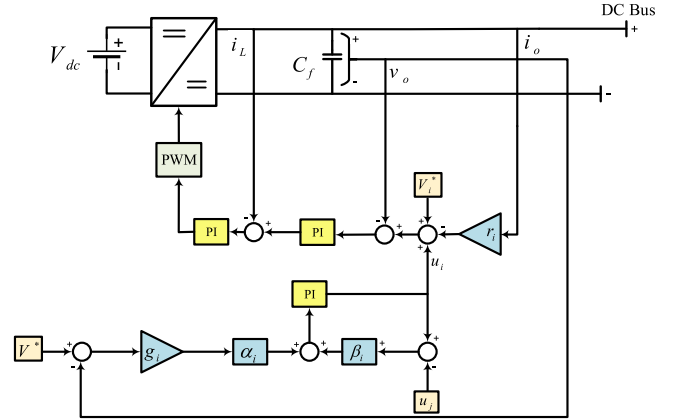 DC Bus
+
V_dc
+
-
i_L
C_f
+
-
v_o
i_o
-
PWM
V_i^*
PI
-
+
PI
-
+
+
-
+
r_i
u_i
PI
V^*
+
-
g_i
α_i
+
+
β_i
+
+
-
u_j